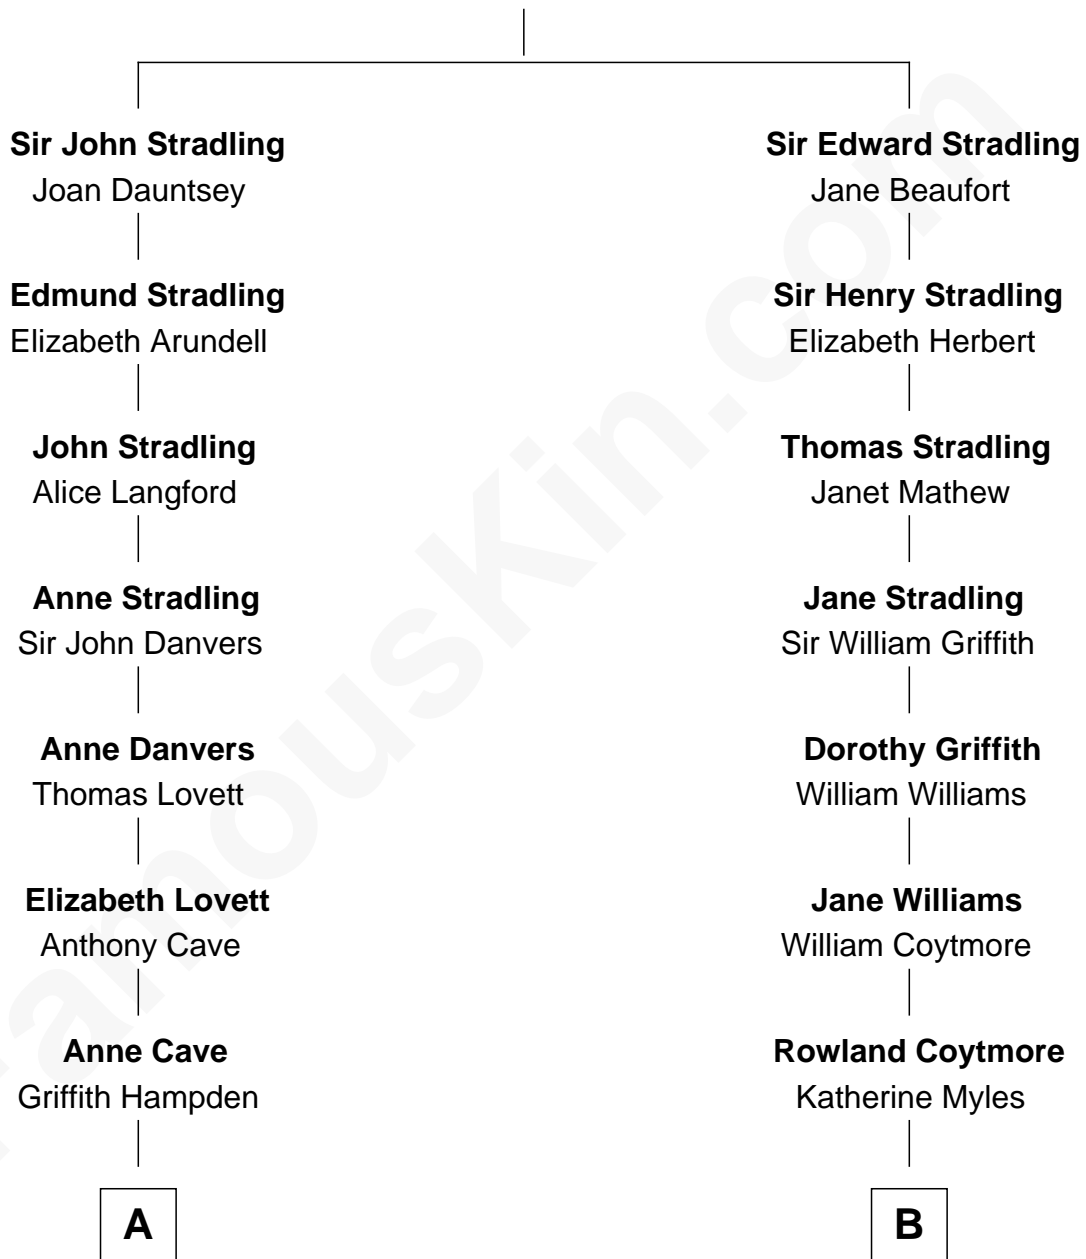 Sir John Stradling
Joan Dauntsey
Edmund Stradling
Elizabeth Arundell
John Stradling
Alice Langford
Anne Stradling
Sir John Danvers
Anne Danvers
Thomas Lovett
Elizabeth Lovett
Anthony Cave
Anne Cave
Griffith Hampden
A
Sir Edward Stradling
Jane Beaufort
Sir Henry Stradling
Elizabeth Herbert
Thomas Stradling
Janet Mathew
Jane Stradling
Sir William Griffith
Dorothy Griffith
William Williams
Jane Williams
William Coytmore
Rowland Coytmore
Katherine Myles
B
FamousKin.com